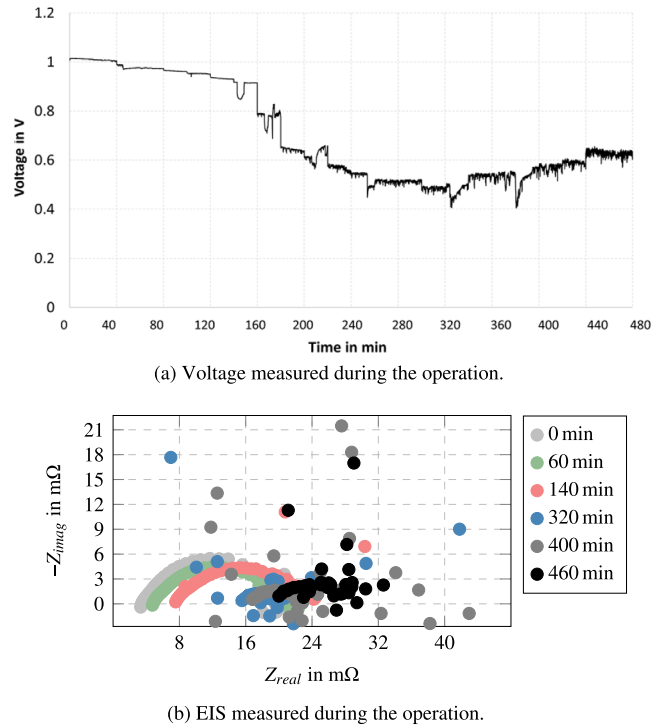 1.2
1
0.8
0.6
0.4
0.2
0
Voltage in V
0 40 80 120 160 200 240 280 320 360 400 440 480
Time in min
(a) Voltage measured during the operation.
21
18
15
12
9
6
3
0
−Zimag in mΩ
8 16 24 32 40
Zreal in mΩ
0 min
60 min
140 min
320 min
400 min
460 min
(b) EIS measured during the operation.